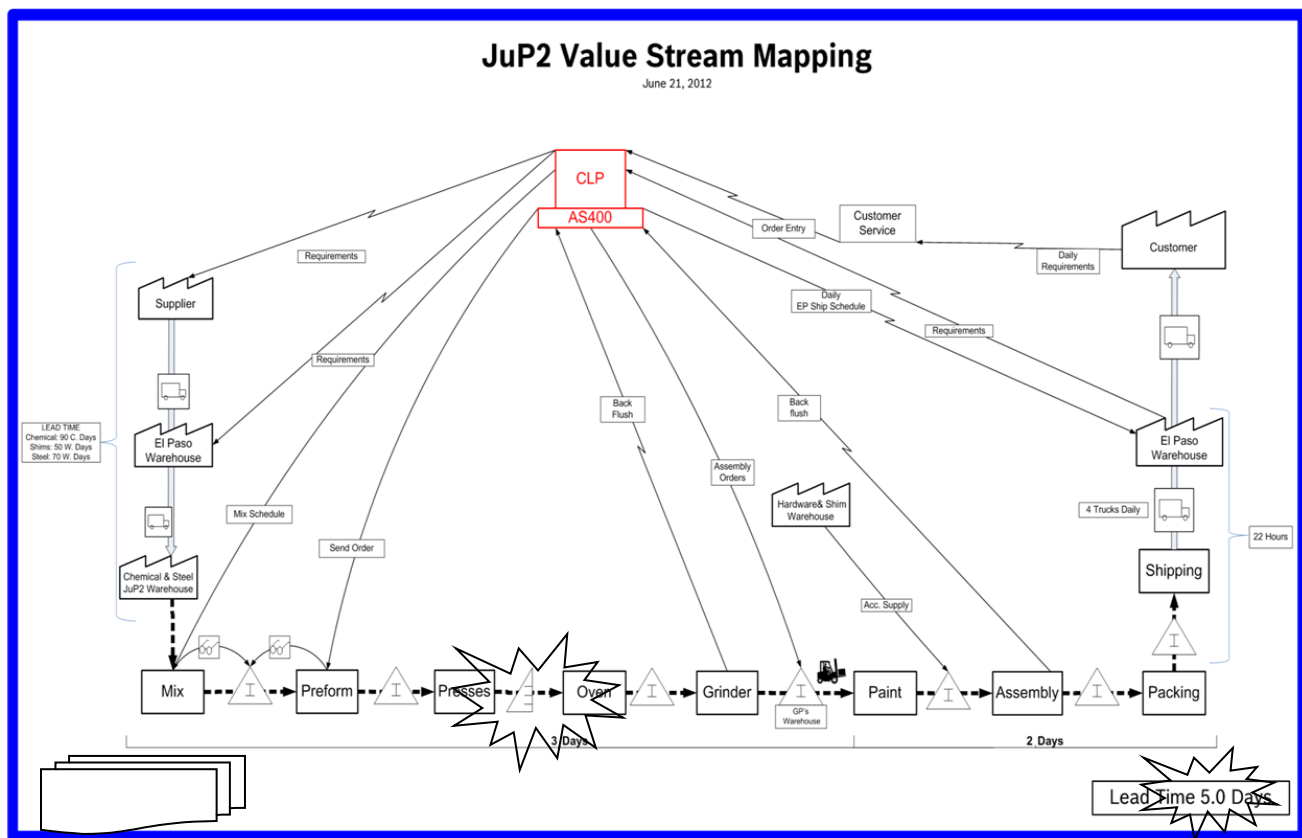 JuP2 Value Stream Mapping
June 21, 2012
CLP
AS400
Customer
Service
Order Entry
Customer
Daily
Requirements
Requirements
Supplier
Daily
EP Ship Schedule
Requirements
Requirements
Back
Flush
Back
flush
LEAD TIME
Chemical: 90 C. Days
Shims: 50 W. Days
Steel: 70 W. Days
El Paso
Warehouse
El Paso
Warehouse
Assembly
Orders
Hardware& Shim
Warehouse
Mix Schedule
4 Trucks Daily
22 Hours
Send Order
Chemical & Steel
JuP2 Warehouse
Shipping
Acc. Supply
I
Mix
I
Preform
I
Presses
Oven
I
Grinder
I
Paint
I
Assembly
I
Packing
GP's
Warehouse
3 Days
2 Days
Lead Time 5.0 Days